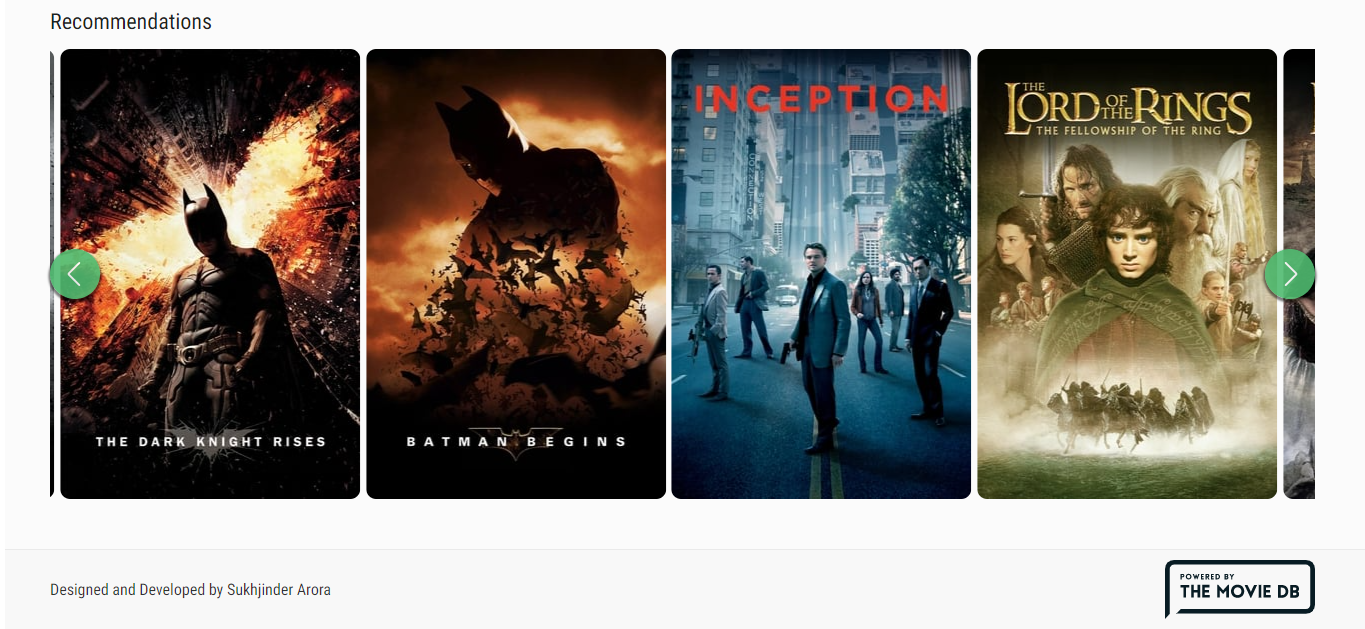 Recommendations
THE DARK KNIGHT RISES
BATMAN BEGINS
INCEPTION
THE
LORD OF THE RINGS
THE FELLOWSHIP OF THE RING
Designed and Developed by Sukhjinder Arora
POWERED BY
THE MOVIE DB